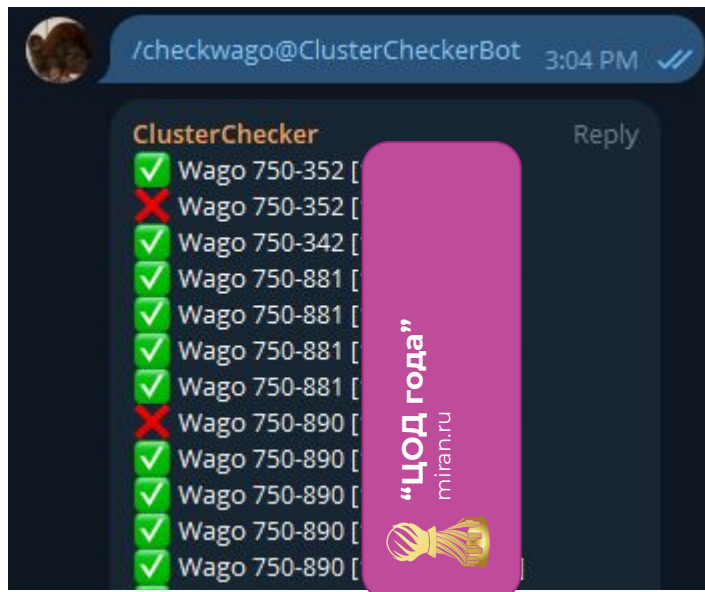 /checkwago@ClusterCheckerBot 3:04 PM
ClusterChecker Reply
✅ Wago 750-352 [
❌ Wago 750-352 [
✅ Wago 750-342 [
✅ Wago 750-881 [
✅ Wago 750-881 [
✅ Wago 750-881 [
✅ Wago 750-881 [
❌ Wago 750-890 [
✅ Wago 750-890 [
✅ Wago 750-890 [
✅ Wago 750-890 [
✅ Wago 750-890 [ ]
“ЦОД года”
miran.ru